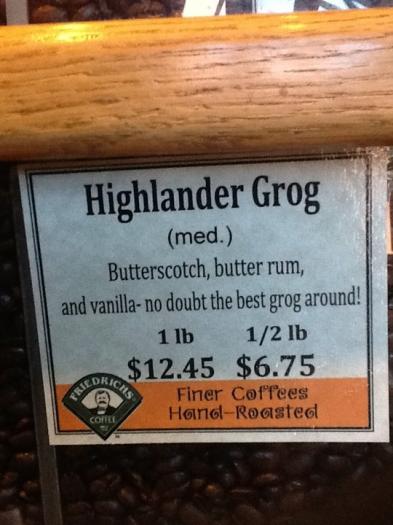 Highlander Grog
(med.)
Butterscotch, butter rum,
and vanilla- no doubt the best grog around!
1 lb 1/2 lb
$12.45 $6.75
FRIEDRICHS
COFFEE
Finer Coffees
Hand-Roasted